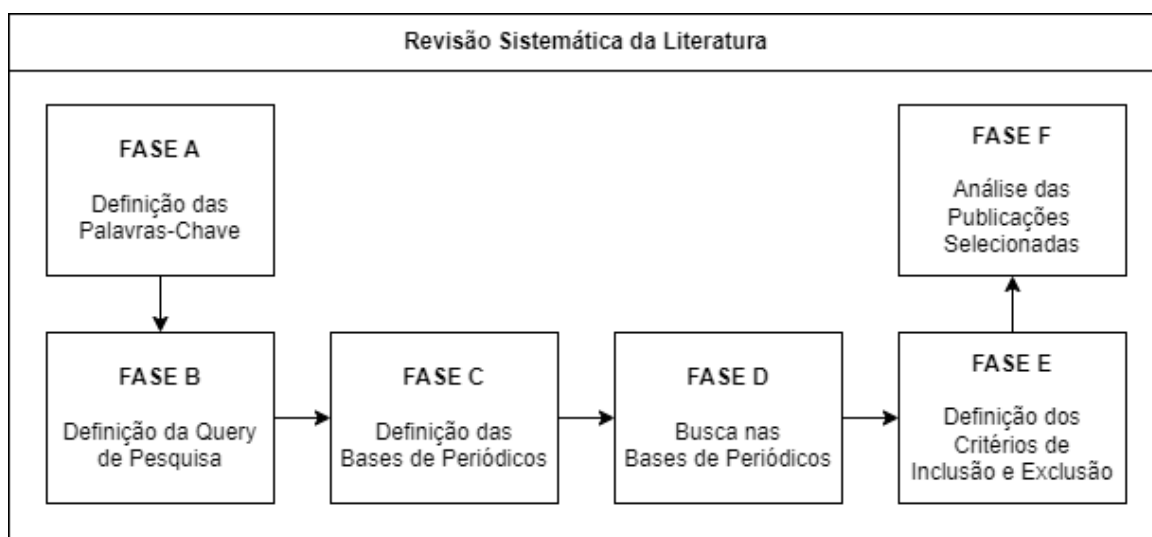 Revisão Sistemática da Literatura
FASE A
Definição das
Palavras-Chave
FASE B
Definição da Query
de Pesquisa
FASE C
Definição das
Bases de Periódicos
FASE D
Busca nas
Bases de Periódicos
FASE E
Definição dos
Critérios de
Inclusão e Exclusão
FASE F
Análise das
Publicações
Selecionadas